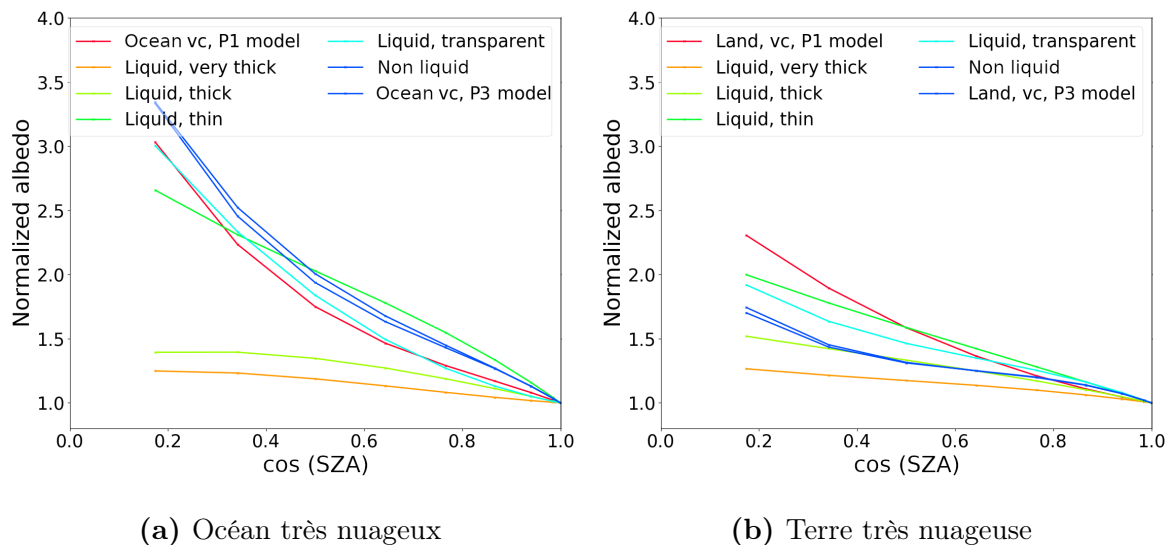 4.0
3.5
3.0
2.5
2.0
1.5
1.0
Normalized albedo
Ocean vc, P1 model
Liquid, very thick
Liquid, thick
Liquid, thin
Liquid, transparent
Non liquid
Ocean vc, P3 model
0.0 0.2 0.4 0.6 0.8 1.0
cos (SZA)
(a) Océan très nuageux
4.0
3.5
3.0
2.5
2.0
1.5
1.0
Normalized albedo
Land, vc, P1 model
Liquid, very thick
Liquid, thick
Liquid, thin
Liquid, transparent
Non liquid
Land, vc, P3 model
0.0 0.2 0.4 0.6 0.8 1.0
cos (SZA)
(b) Terre très nuageuse